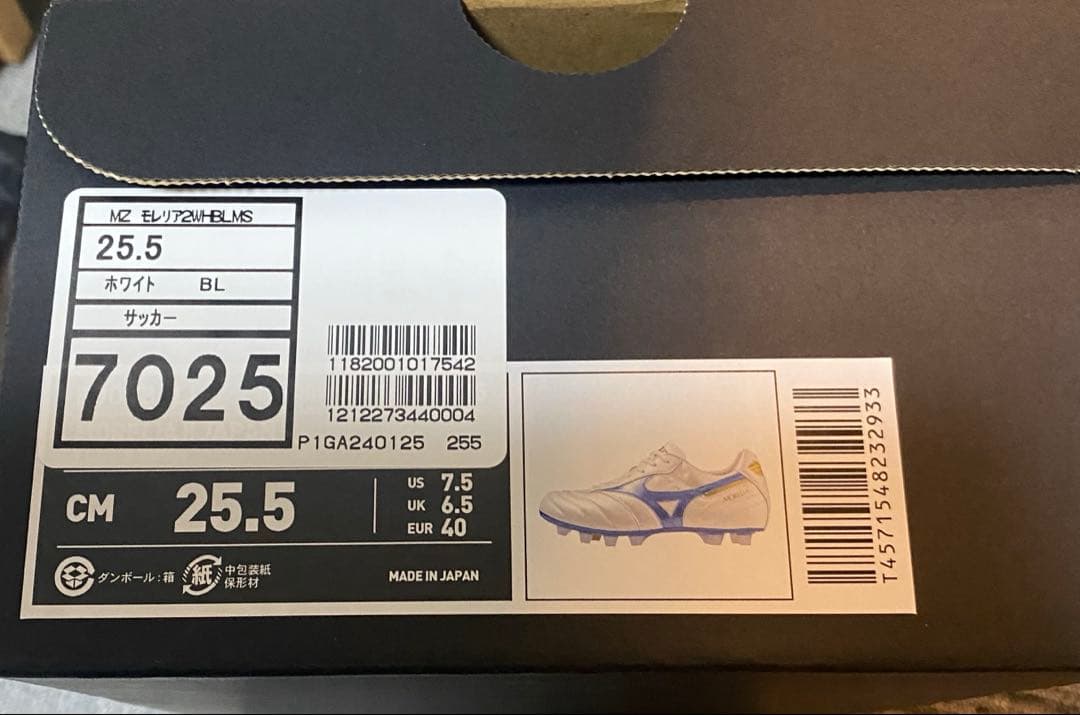 MZ モレリア2WHBLMS
25.5
ホワイト BL
サッカー
7025
1182001017542
1212273440004
P1GA240125 255
CM 25.5
US 7.5
UK 6.5
EUR 40
ダンボール:箱
紙 中包装紙
保形材
MADE IN JAPAN
T4571548232933